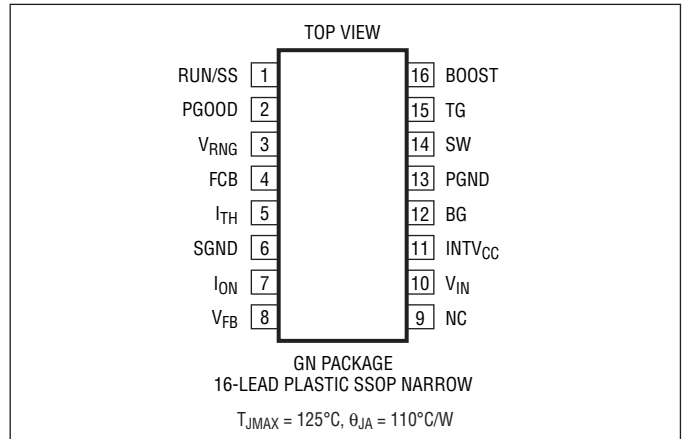 TOP VIEW
RUN/SS 1 16 BOOST
PGOOD 2 15 TG
VRNG 3 14 SW
FCB 4 13 PGND
ITH 5 12 BG
SGND 6 11 INTVCC
ION 7 10 VIN
VFB 8 9 NC
GN PACKAGE
16-LEAD PLASTIC SSOP NARROW
TJMAX = 125°C, θJA = 110°C/W